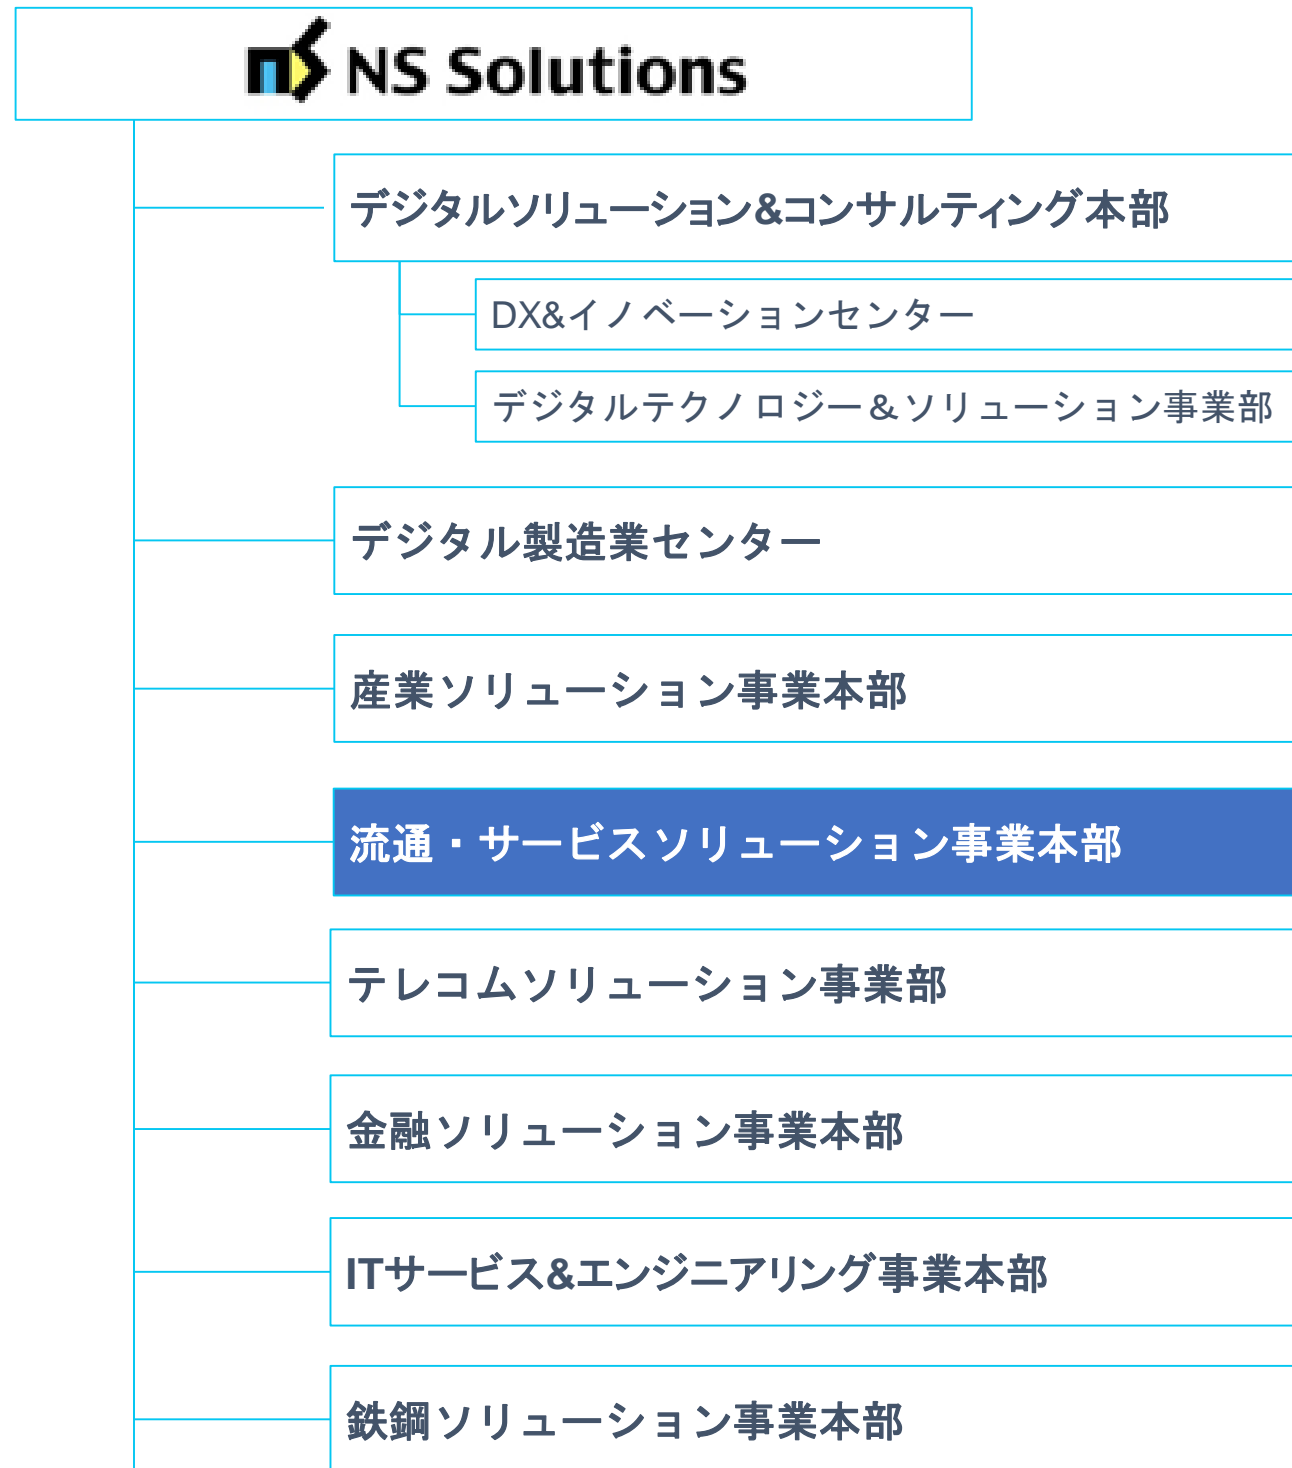 NS Solutions
デジタルソリューション&コンサルティング本部
DX&イノベーションセンター
デジタルテクノロジー＆ソリューション事業部
デジタル製造業センター
産業ソリューション事業本部
流通・サービスソリューション事業本部
テレコムソリューション事業部
金融ソリューション事業本部
ITサービス&エンジニアリング事業本部
鉄鋼ソリューション事業本部